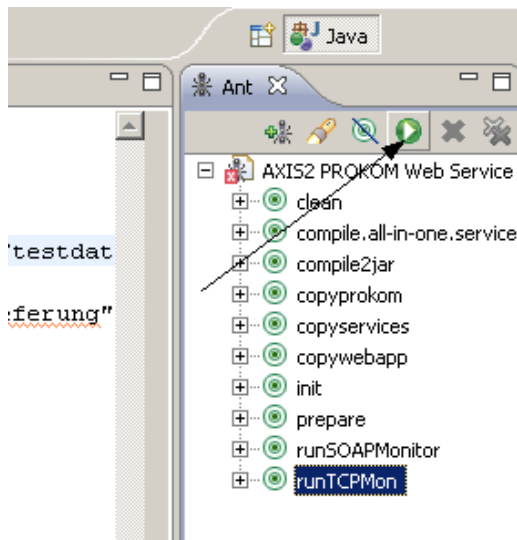 Java
Ant
AXIS2 PROKOM Web Service
clean
compile.all-in-one.service
'testdat
compile2jar
copyprokom
:ferung"
copyservices
copywebapp
init
prepare
runSOAPMonitor
runTCPMon